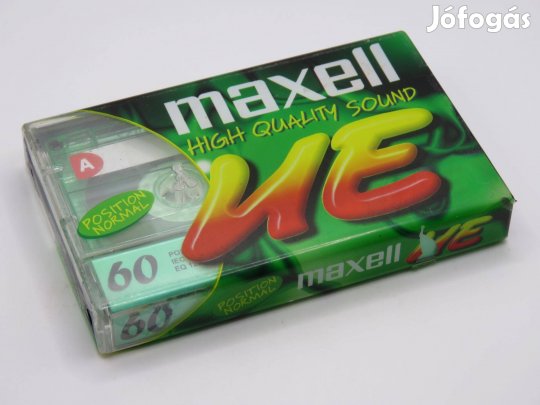 Jófogás
maxell
HIGH QUALITY SOUND
UE
A
POSITION
NORMAL
60
POSITION
NORMAL
maxell UE
60